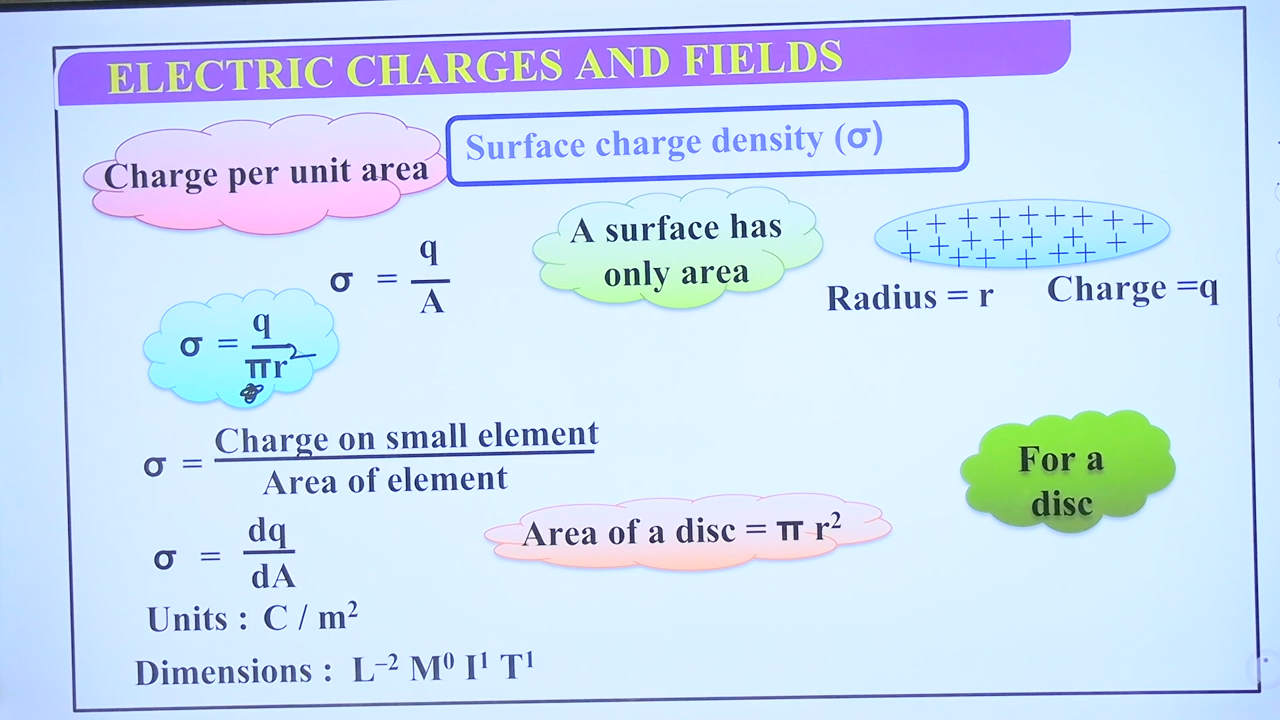 ELECTRIC CHARGES AND FIELDS
Charge per unit area
Surface charge density (σ)
σ = q / A
A surface has
only area
Radius = r
Charge =q
σ = q / πr²
σ = Charge on small element / Area of element
For a
disc
Area of a disc = π r²
σ = dq / dA
Units : C / m²
Dimensions : L⁻² M⁰ I¹ T¹